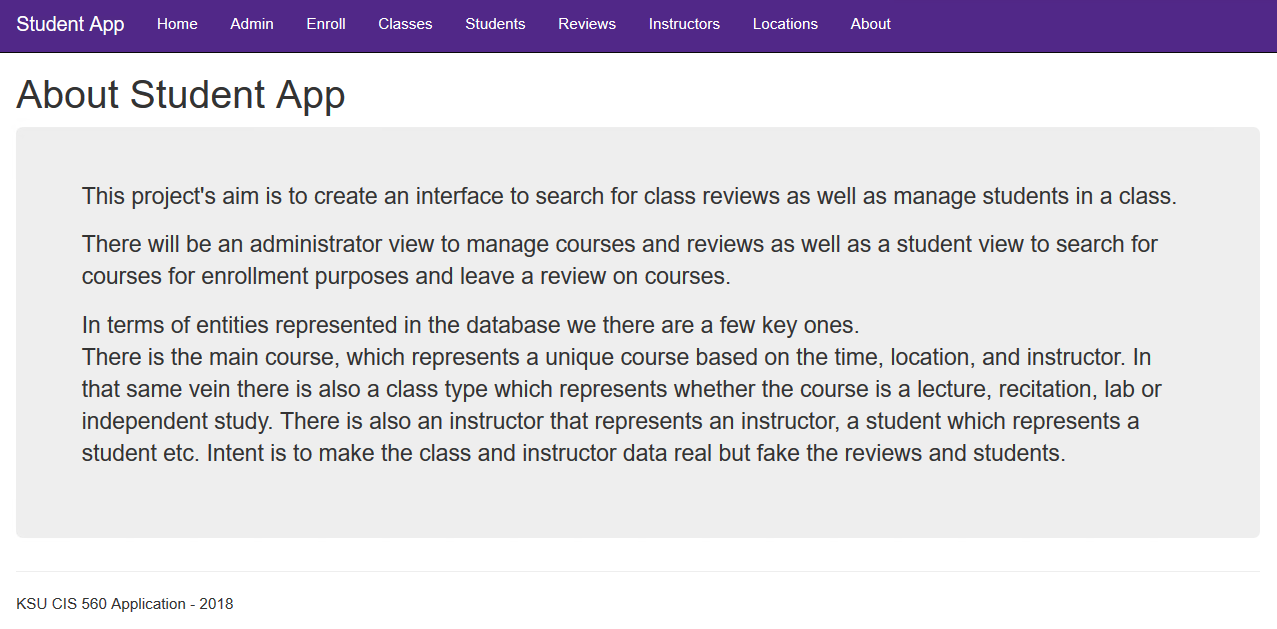 Student App Home Admin Enroll Classes Students Reviews Instructors Locations About
About Student App
This project's aim is to create an interface to search for class reviews as well as manage students in a class.
There will be an administrator view to manage courses and reviews as well as a student view to search for
courses for enrollment purposes and leave a review on courses.
In terms of entities represented in the database we there are a few key ones.
There is the main course, which represents a unique course based on the time, location, and instructor. In
that same vein there is also a class type which represents whether the course is a lecture, recitation, lab or
independent study. There is also an instructor that represents an instructor, a student which represents a
student etc. Intent is to make the class and instructor data real but fake the reviews and students.
KSU CIS 560 Application - 2018